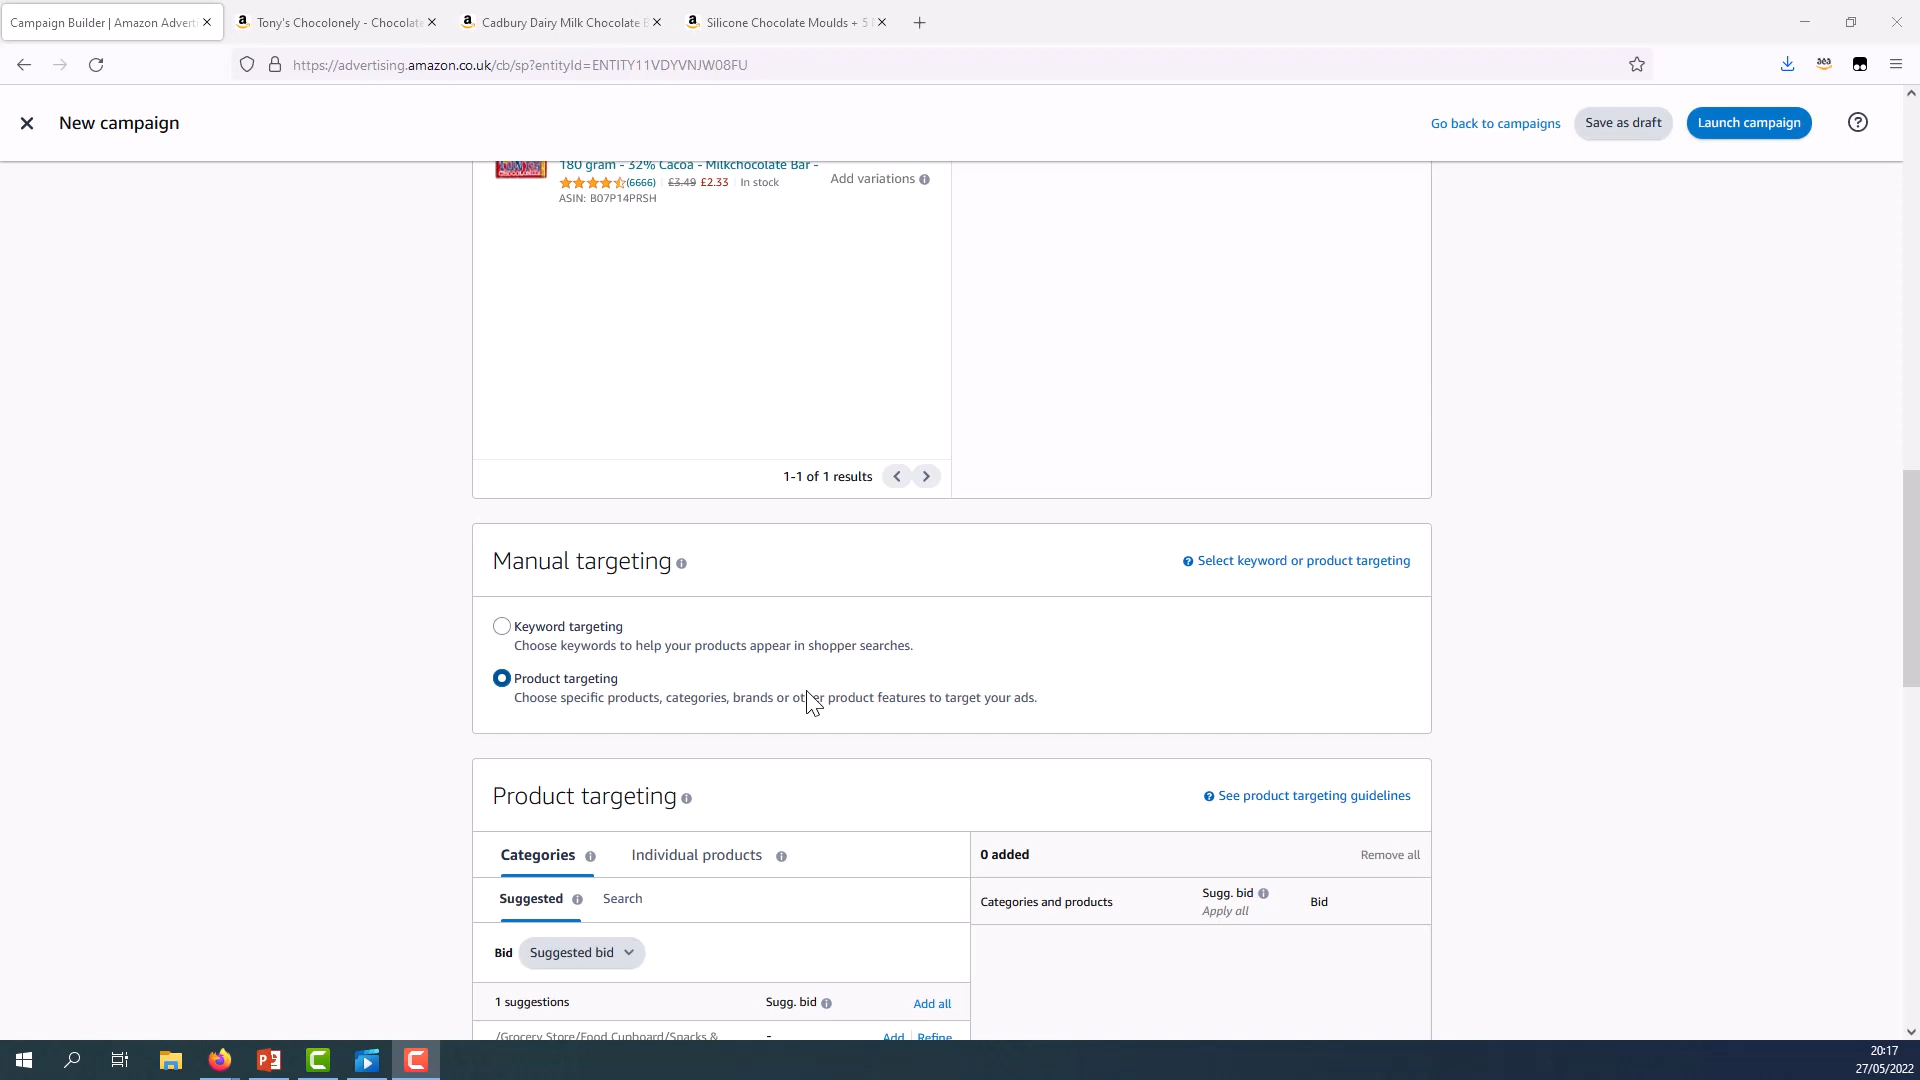 Campaign Builder | Amazon Adverti
Tony's Chocolonely - Chocolate
Cadbury Dairy Milk Chocolate B
Silicone Chocolate Moulds + 5
https://advertising.amazon.co.uk/cb/sp?entityId=ENTITY11VDYVNJW08FU
New campaign
Go back to campaigns
Save as draft
Launch campaign
180 gram - 32% Cacoa - Milkchocolate Bar -
(6666) £3.49 £2.33 In stock
Add variations
ASIN: B07P14PRSH
1-1 of 1 results
Manual targeting
Select keyword or product targeting
Keyword targeting
Choose keywords to help your products appear in shopper searches.
Product targeting
Choose specific products, categories, brands or other product features to target your ads.
Product targeting
See product targeting guidelines
Categories
Individual products
0 added
Remove all
Suggested
Search
Categories and products
Sugg. bid
Apply all
Bid
Bid Suggested bid
1 suggestions
Sugg. bid
Add all
/Grocery Store/Food Cupboard/Snacks &
-
Add
Refine
20:17
27/05/2022